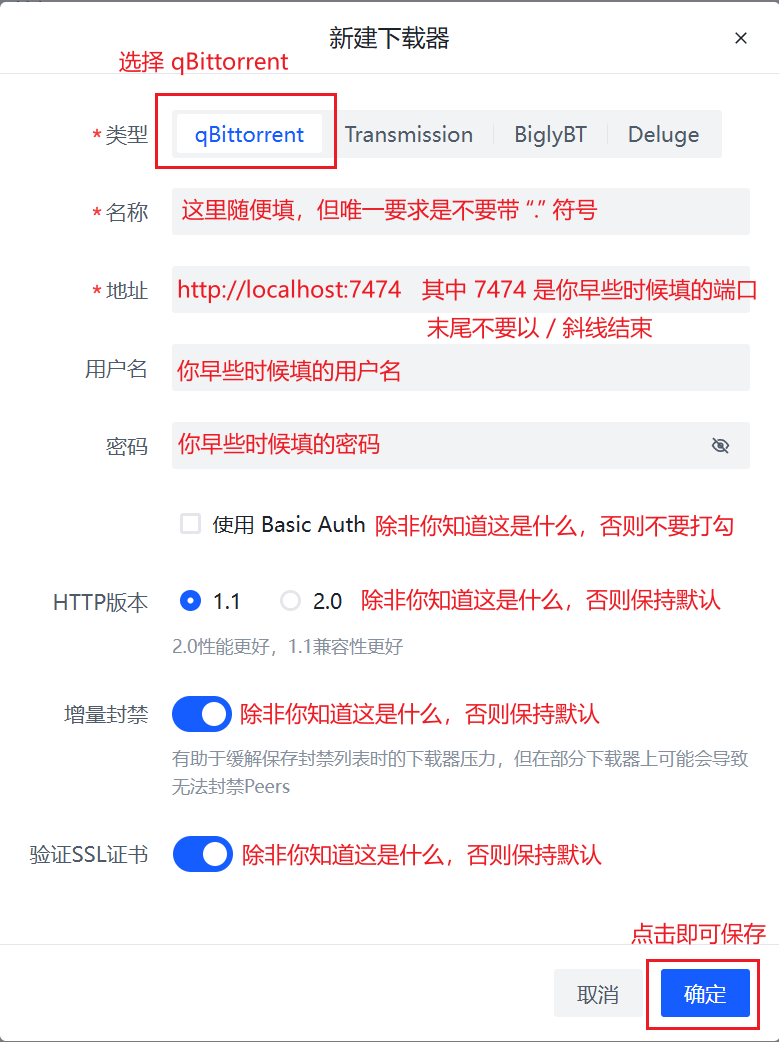 新建下载器
选择 qBittorrent
*类型 qBittorrent Transmission BiglyBT Deluge
*名称 这里随便填，但唯一要求是不要带 “.” 符号
*地址 http://localhost:7474 其中 7474 是你早些时候填的端口
末尾不要以 / 斜线结束
用户名 你早些时候填的用户名
密码 你早些时候填的密码
使用 Basic Auth 除非你知道这是什么，否则不要打勾
HTTP版本 1.1 2.0 除非你知道这是什么，否则保持默认
2.0性能更好，1.1兼容性更好
增量封禁 除非你知道这是什么，否则保持默认
有助于缓解保存封禁列表时的下载器压力，但在部分下载器上可能会导致
无法封禁Peers
验证SSL证书 除非你知道这是什么，否则保持默认
点击即可保存
取消 确定